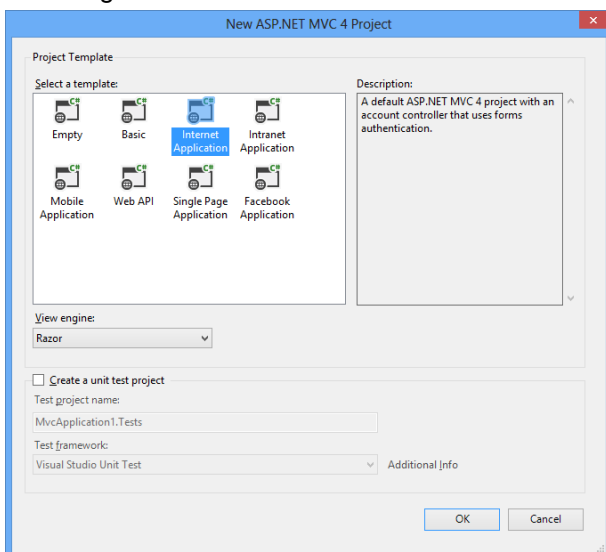 New ASP.NET MVC 4 Project
Project Template
Select a template:
Description:
C#
C#
C#
C#
Empty
Basic
Internet
Application
Intranet
Application
A default ASP.NET MVC 4 project with an
account controller that uses forms
authentication.
C#
C#
C#
C#
Mobile
Application
Web API
Single Page
Application
Facebook
Application
View engine:
Razor
Create a unit test project
Test project name:
MvcApplication1.Tests
Test framework:
Visual Studio Unit Test
Additional Info
OK
Cancel